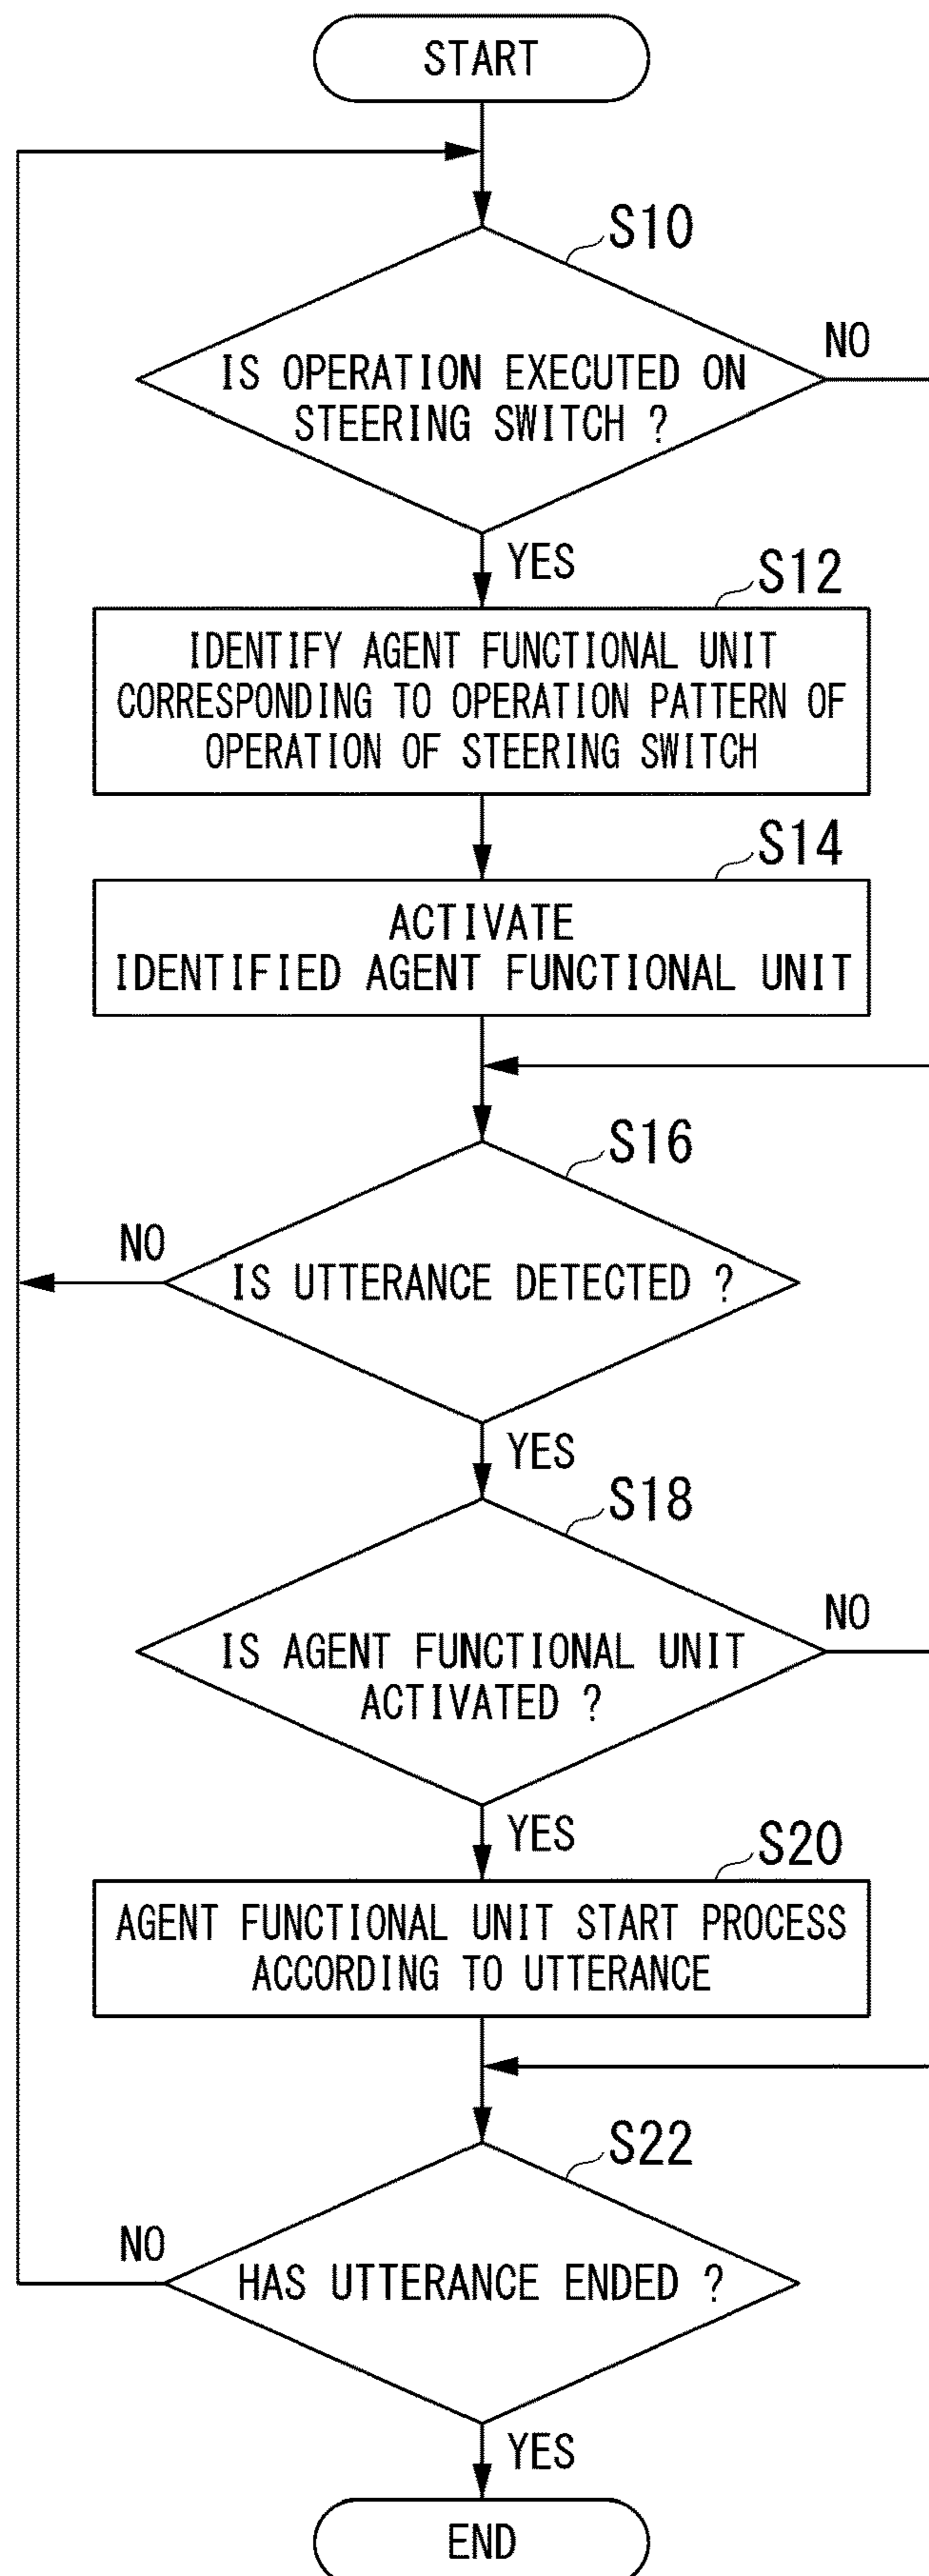 START
S10
IS OPERATION EXECUTED ON
STEERING SWITCH ?
NO
YES
S12
IDENTIFY AGENT FUNCTIONAL UNIT
CORRESPONDING TO OPERATION PATTERN OF
OPERATION OF STEERING SWITCH
S14
ACTIVATE
IDENTIFIED AGENT FUNCTIONAL UNIT
S16
NO
IS UTTERANCE DETECTED ?
YES
S18
NO
IS AGENT FUNCTIONAL UNIT
ACTIVATED ?
YES
S20
AGENT FUNCTIONAL UNIT START PROCESS
ACCORDING TO UTTERANCE
S22
NO
HAS UTTERANCE ENDED ?
YES
END